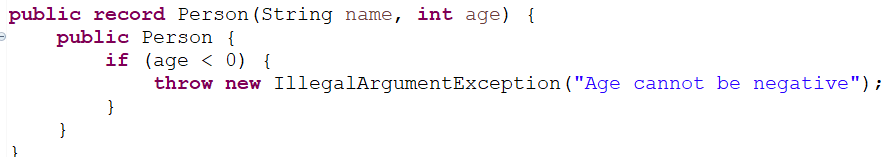 public record Person(String name, int age) {
    public Person {
        if (age < 0) {
            throw new IllegalArgumentException("Age cannot be negative");
        }
    }
}